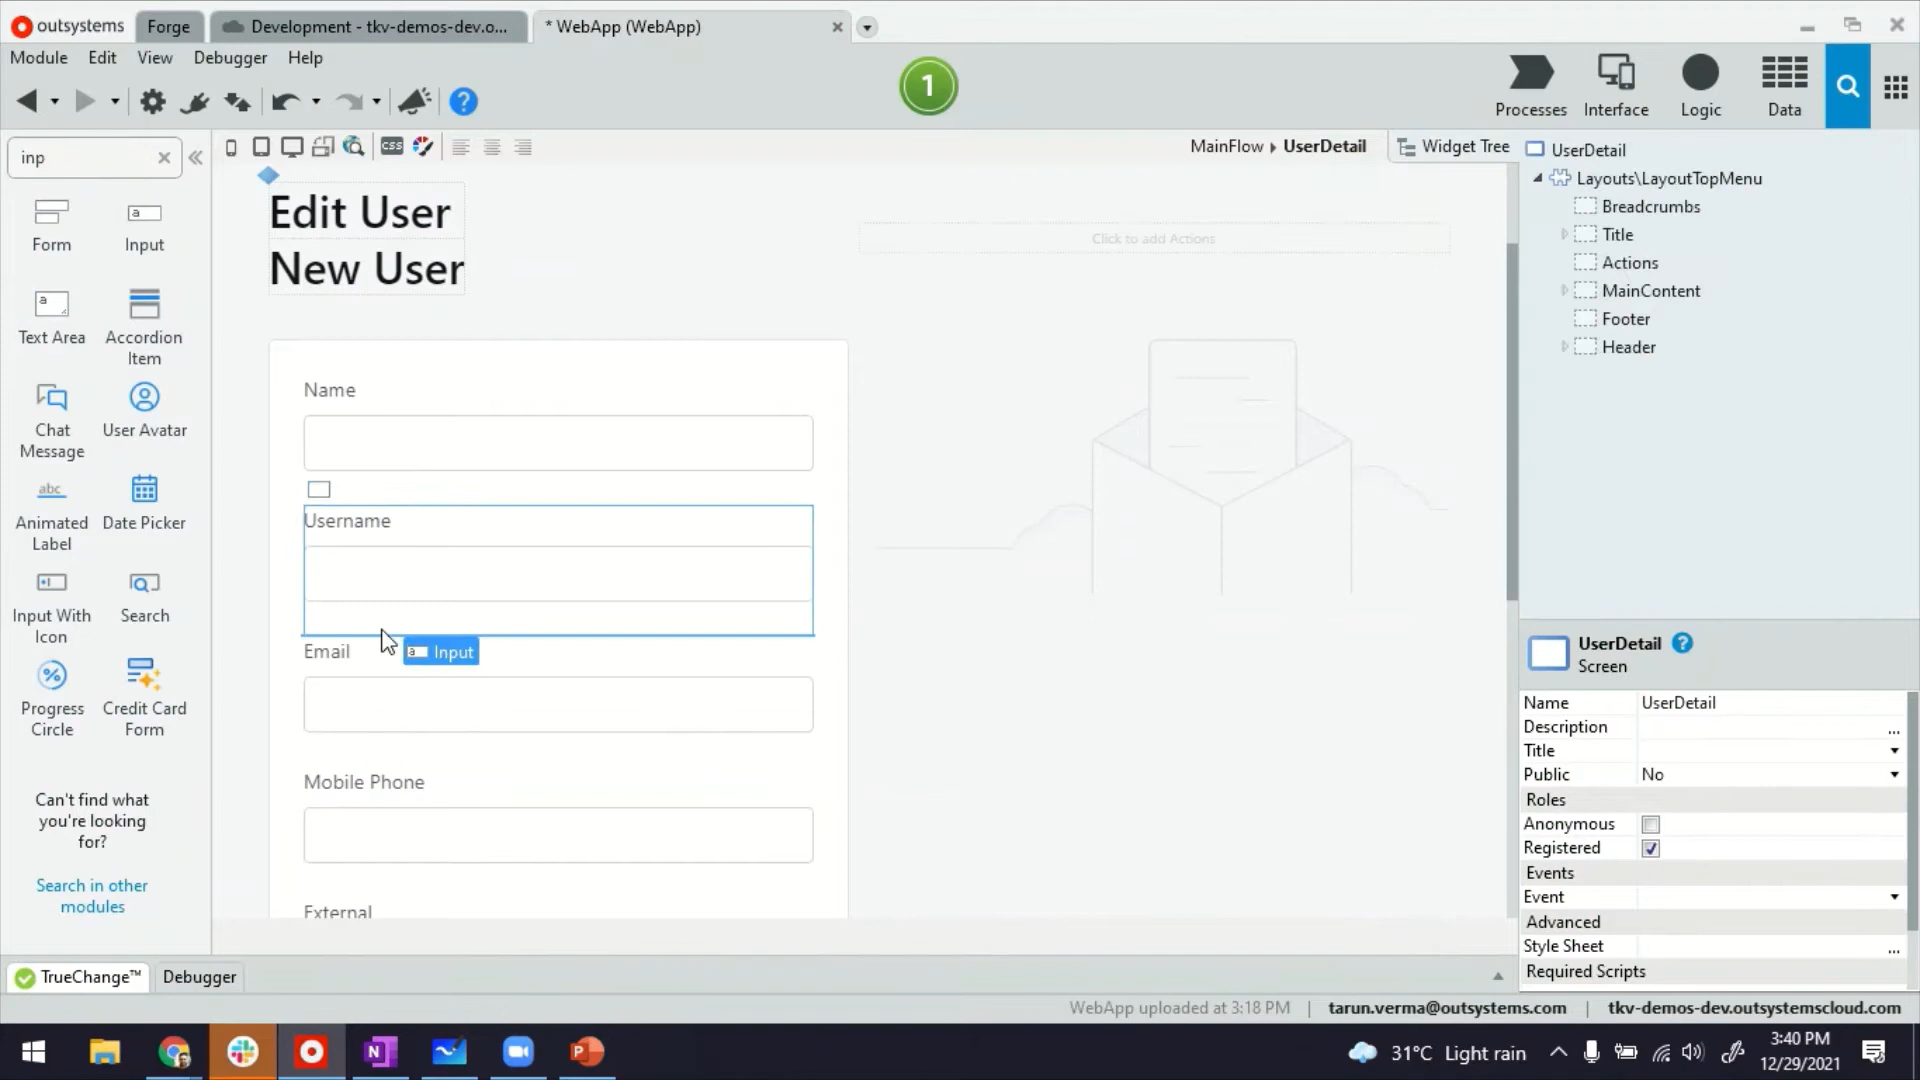 outsystems
Forge
Development - tkv-demos-dev.o...
* WebApp (WebApp)
Module
Edit
View
Debugger
Help
1
Processes
Interface
Logic
Data
inp
CSS
MainFlow
UserDetail
Widget Tree
UserDetail
Layouts\LayoutTopMenu
Breadcrumbs
Title
Actions
MainContent
Footer
Header
Form
Input
Text Area
Accordion
Item
Chat
Message
User Avatar
abc
Animated
Label
Date Picker
Input With
Icon
Search
Progress
Circle
Credit Card
Form
Can't find what
you're looking
for?
Search in other
modules
Edit User
New User
Click to add Actions
Name
Username
Email
a Input
Mobile Phone
External
UserDetail
Screen
Name UserDetail
Description ...
Title
Public No
Roles
Anonymous
Registered
Events
Event
Advanced
Style Sheet ...
Required Scripts
TrueChange™
Debugger
WebApp uploaded at 3:18 PM | tarun.verma@outsystems.com | tkv-demos-dev.outsystemscloud.com
31°C Light rain
3:40 PM
12/29/2021